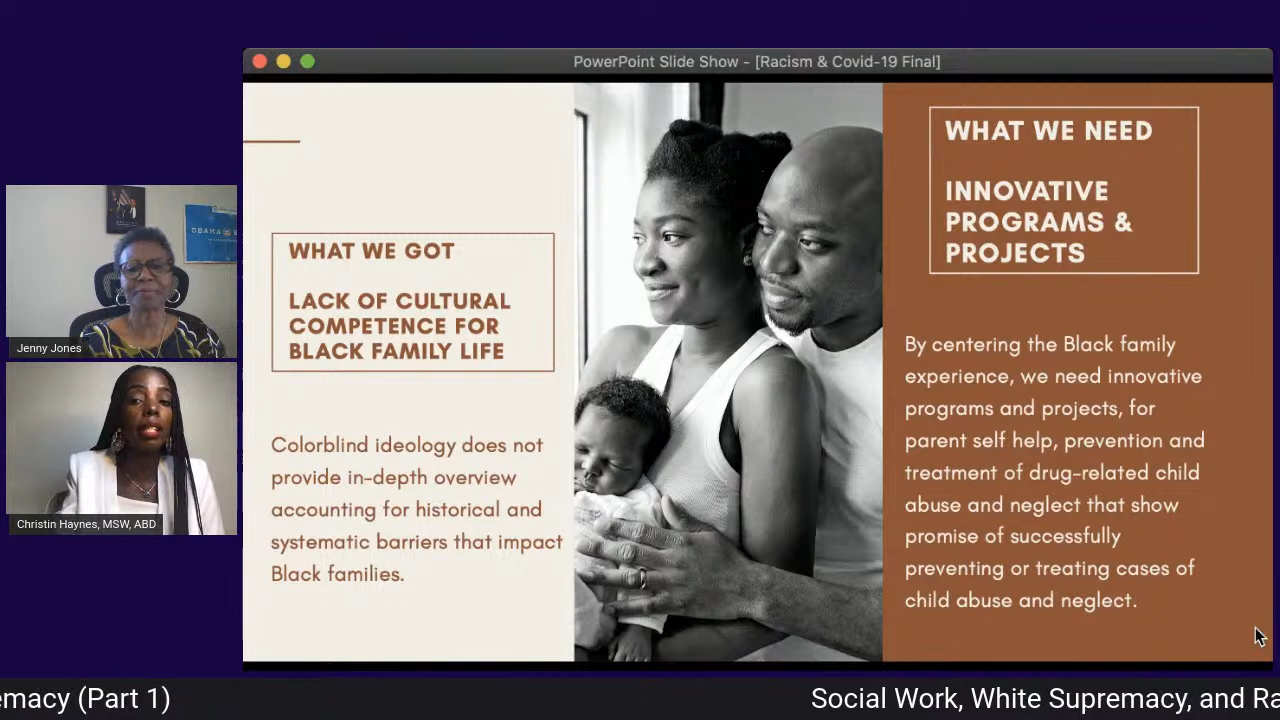 PowerPoint Slide Show - [Racism & Covid-19 Final]
WHAT WE GOT
LACK OF CULTURAL
COMPETENCE FOR
BLACK FAMILY LIFE
Colorblind ideology does not
provide in-depth overview
accounting for historical and
systematic barriers that impact
Black families.
WHAT WE NEED
INNOVATIVE
PROGRAMS &
PROJECTS
By centering the Black family
experience, we need innovative
programs and projects, for
parent self help, prevention and
treatment of drug-related child
abuse and neglect that show
promise of successfully
preventing or treating cases of
child abuse and neglect.
OBAMA
Jenny Jones
Christin Haynes, MSW, ABD
emacy (Part 1)
Social Work, White Supremacy, and Ra